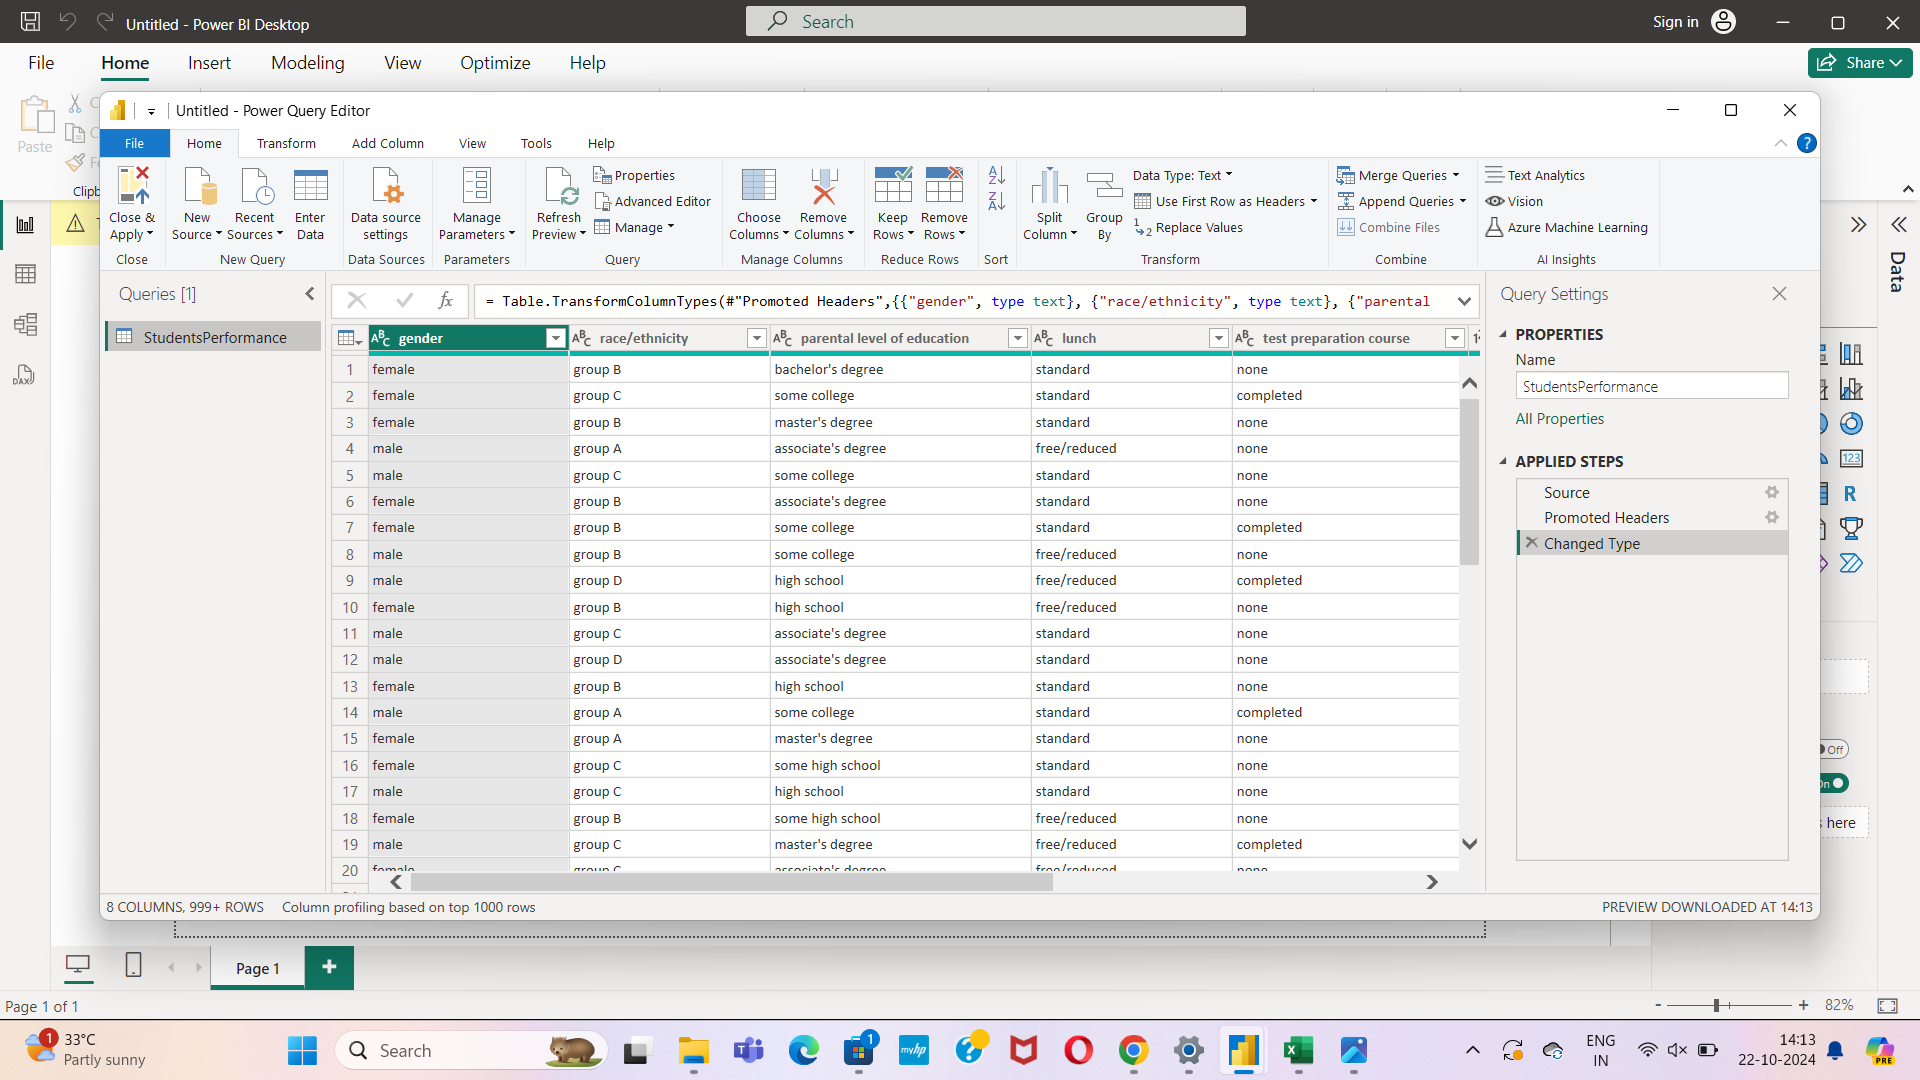 Untitled - Power BI Desktop
Search
Sign in
File Home Insert Modeling View Optimize Help
Share
Paste
Clipb
Untitled - Power Query Editor
File Home Transform Add Column View Tools Help
Close & Apply
New Source
Recent Sources
Enter Data
Data source settings
Manage Parameters
Refresh Preview
Properties
Advanced Editor
Manage
Choose Columns
Remove Columns
Keep Rows
Remove Rows
Split Column
Group By
Data Type: Text
Use First Row as Headers
Replace Values
Merge Queries
Append Queries
Combine Files
Text Analytics
Vision
Azure Machine Learning
Close New Query Data Sources Parameters Query Manage Columns Reduce Rows Sort Transform Combine AI Insights
Queries [1]
StudentsPerformance
= Table.TransformColumnTypes(#"Promoted Headers",{{"gender", type text}, {"race/ethnicity", type text}, {"parental
gender race/ethnicity parental level of education lunch test preparation course
1 female group B bachelor's degree standard none
2 female group C some college standard completed
3 female group B master's degree standard none
4 male group A associate's degree free/reduced none
5 male group C some college standard none
6 female group B associate's degree standard none
7 female group B some college standard completed
8 male group B some college free/reduced none
9 male group D high school free/reduced completed
10 female group B high school free/reduced none
11 male group C associate's degree standard none
12 male group D associate's degree standard none
13 female group B high school standard none
14 male group A some college standard completed
15 female group A master's degree standard none
16 female group C some high school standard none
17 male group C high school standard none
18 female group B some high school free/reduced none
19 male group C master's degree free/reduced completed
20 female group C associate's degree free/reduced none
Query Settings
PROPERTIES
Name
StudentsPerformance
All Properties
APPLIED STEPS
Source
Promoted Headers
Changed Type
Data
Off
On
here
8 COLUMNS, 999+ ROWS Column profiling based on top 1000 rows
PREVIEW DOWNLOADED AT 14:13
Page 1
Page 1 of 1
82%
1
33°C
Partly sunny
Search
1
myhp
ENG
IN
14:13
22-10-2024
PRE